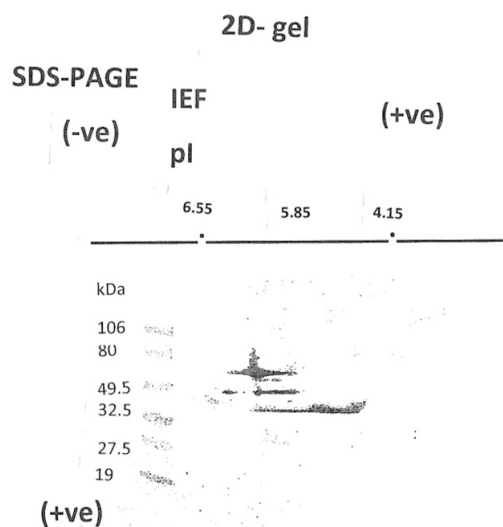 2D- gel
SDS-PAGE
(-ve)
IEF
pI
(+ve)
6.55 5.85 4.15
kDa
106
80
49.5
32.5
27.5
19
(+ve)